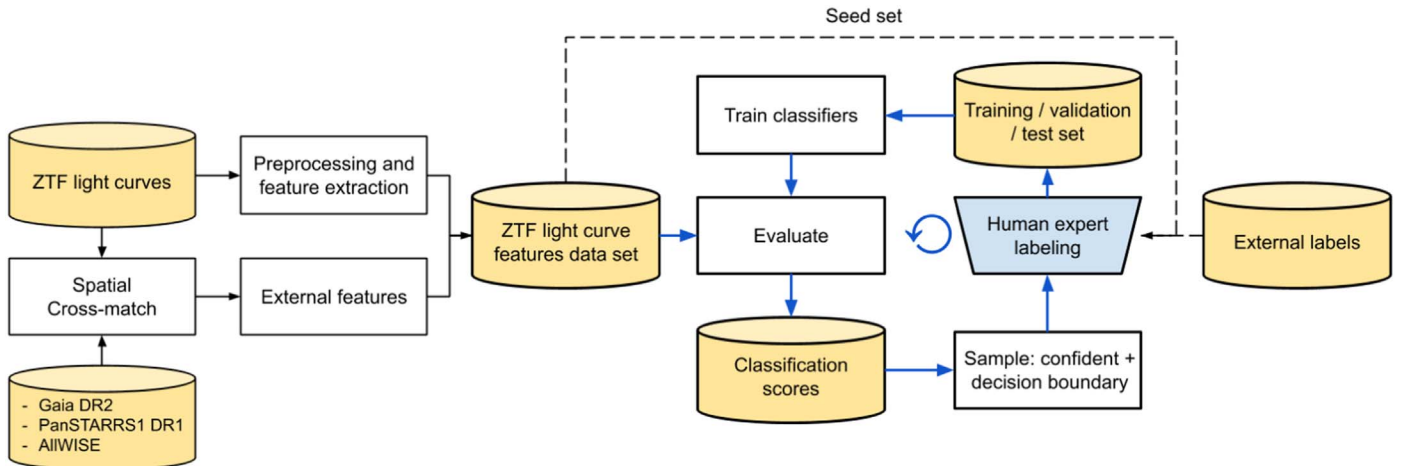 Seed set
ZTF light curves
Preprocessing and
feature extraction
Spatial
Cross-match
External features
- Gaia DR2
- PanSTARRS1 DR1
- AllWISE
ZTF light curve
features data set
Train classifiers
Evaluate
Classification
scores
Training / validation
/ test set
Human expert
labeling
Sample: confident +
decision boundary
External labels